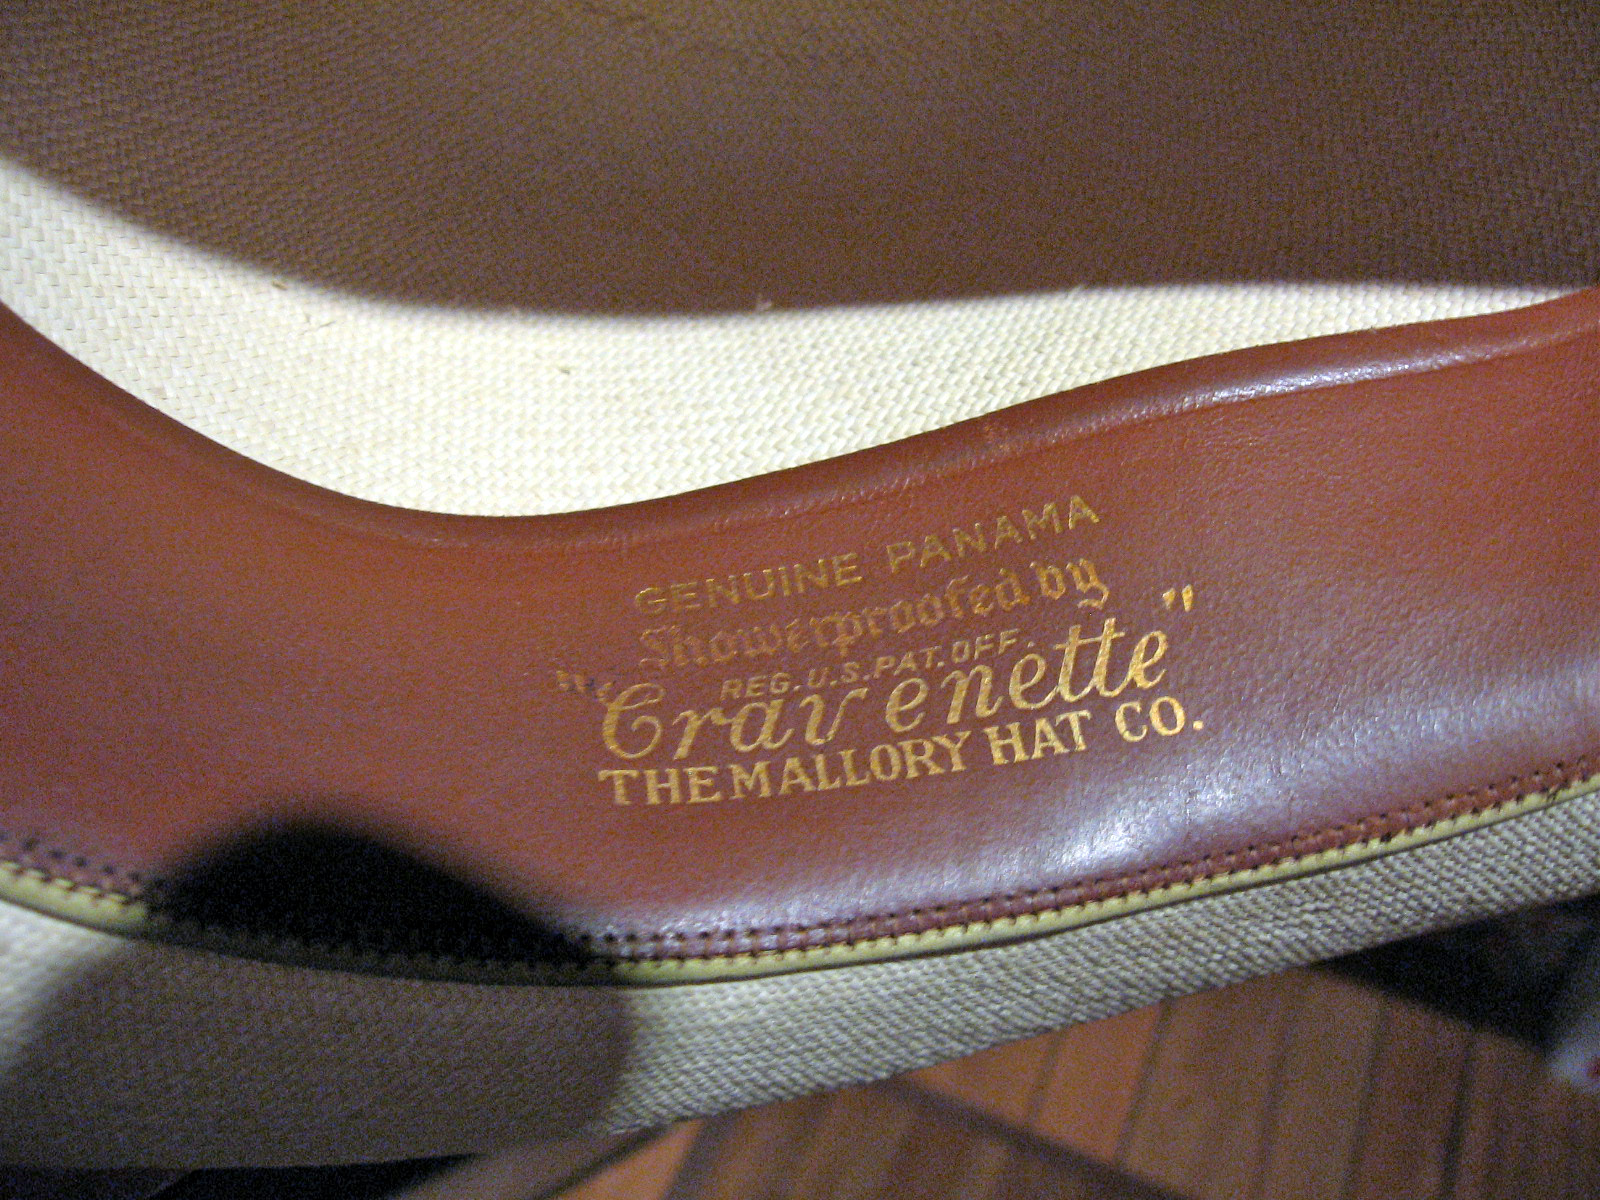 GENUINE PANAMA
Showerproofed by
REG. U.S. PAT. OFF.
"Cravenette"
THE MALLORY HAT CO.